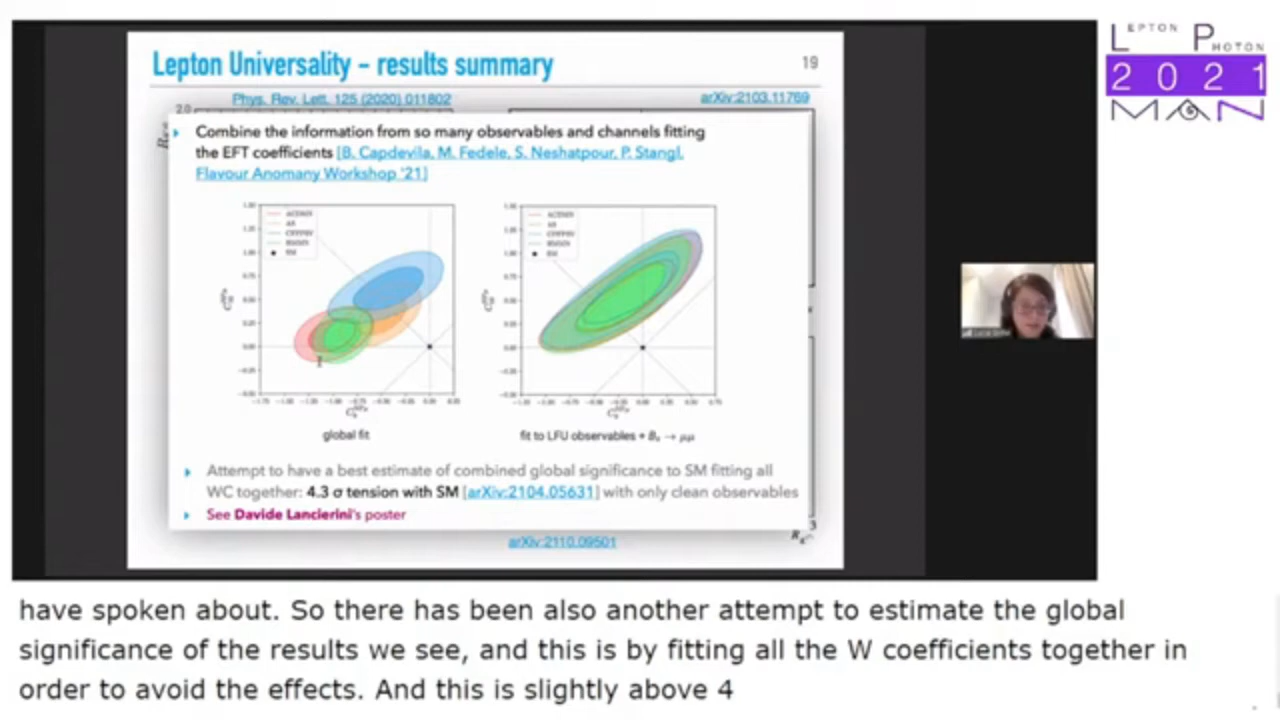 Lepton Universality - results summary
19
Phys. Rev. Lett. 125 (2020) 011802
arXiv:2103.11769
2.0
Combine the information from so many observables and channels fitting
the EFT coefficients [B. Capdevila, M. Fedele, S. Neshatpour, P. Stangl,
Flavour Anomany Workshop '21]
global fit
fit to LFU observables + Bₛ → μμ
Attempt to have a best estimate of combined global significance to SM fitting all
WC together: 4.3 σ tension with SM [arXiv:2104.05631] with only clean observables
See Davide Lancierini's poster
arXiv:2110.09501
LEPTON PHOTON
2021
MAN
have spoken about. So there has been also another attempt to estimate the global
significance of the results we see, and this is by fitting all the W coefficients together in
order to avoid the effects. And this is slightly above 4